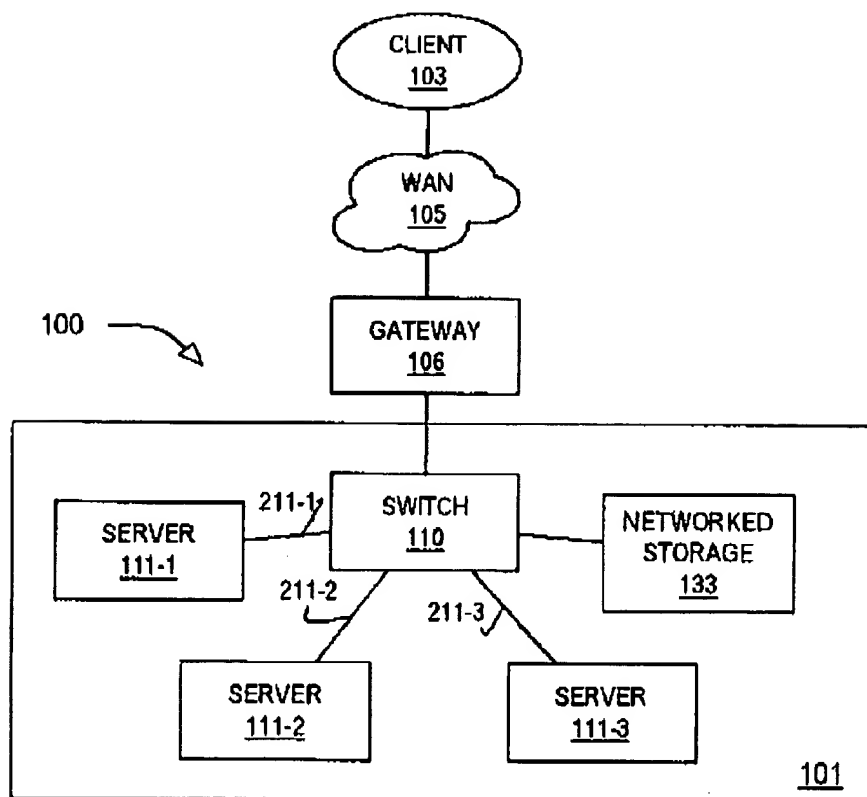 CLIENT
103
WAN
105
100
GATEWAY
106
SWITCH
110
211-1
SERVER
111-1
NETWORKED
STORAGE
133
211-2
211-3
SERVER
111-2
SERVER
111-3
101